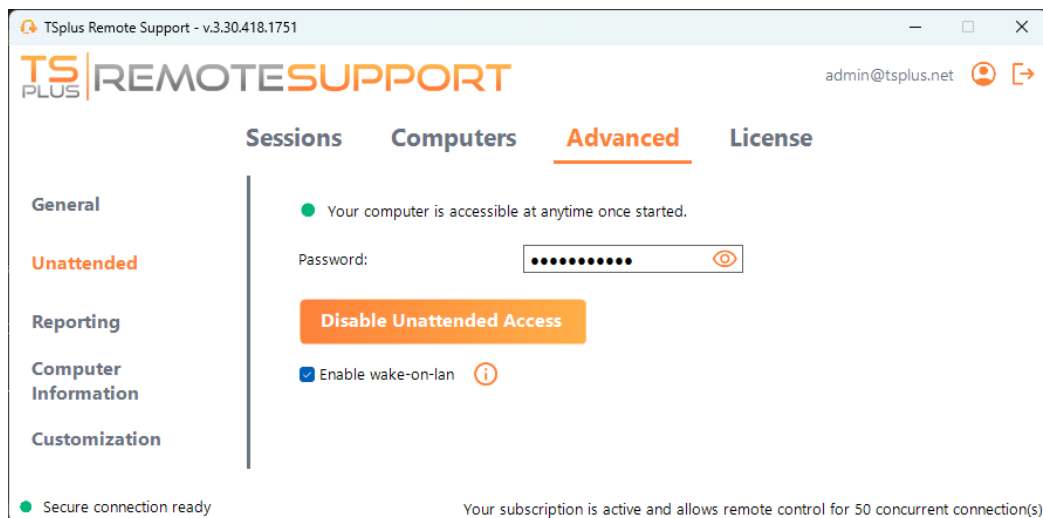 TSplus Remote Support - v.3.30.418.1751
TS PLUS REMOTESUPPORT
admin@tsplus.net
Sessions Computers Advanced License
General
Your computer is accessible at anytime once started.
Unattended
Password:
●●●●●●●●●●●
Disable Unattended Access
Reporting
Enable wake-on-lan
Computer
Information
Customization
Secure connection ready
Your subscription is active and allows remote control for 50 concurrent connection(s)